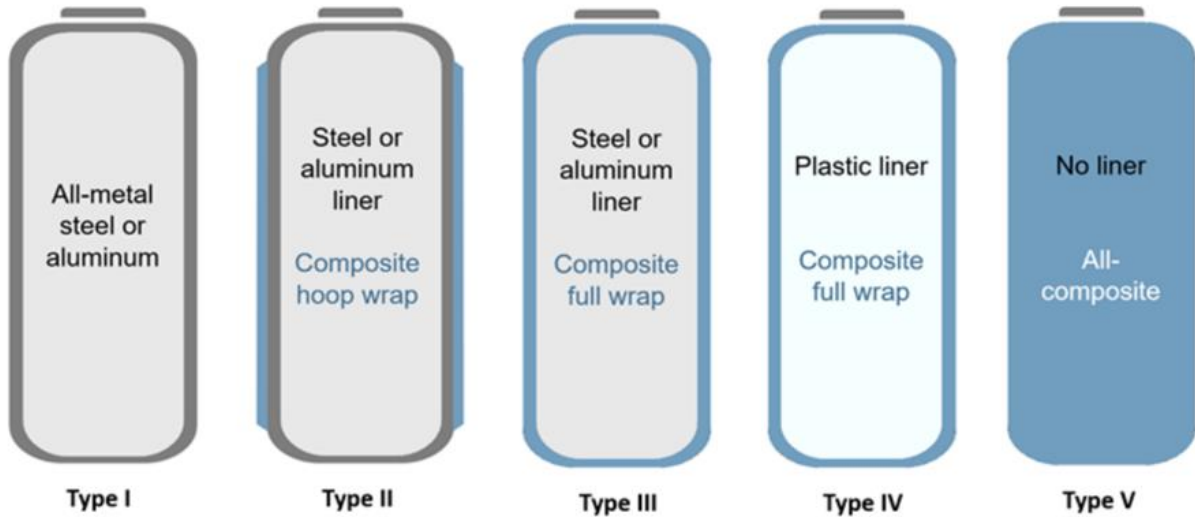 All-metal
steel or
aluminum
Steel or
aluminum
liner
Composite
hoop wrap
Steel or
aluminum
liner
Composite
full wrap
Plastic liner
Composite
full wrap
No liner
All-
composite
Type I
Type II
Type III
Type IV
Type V